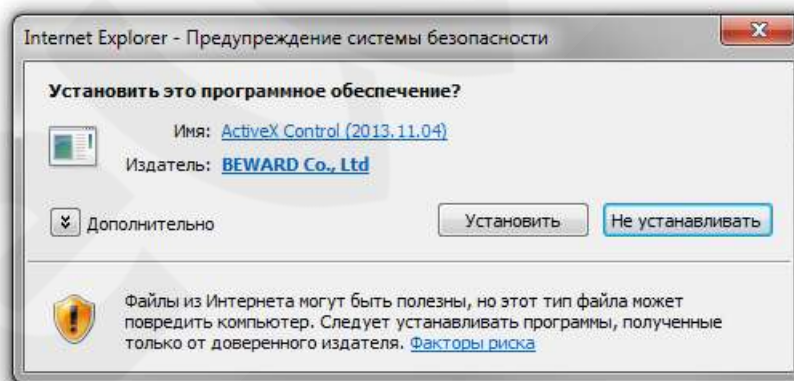 Internet Explorer - Предупреждение системы безопасности
Установить это программное обеспечение?
Имя: ActiveX Control (2013.11.04)
Издатель: BEWARD Co., Ltd
Дополнительно
Установить
Не устанавливать
Файлы из Интернета могут быть полезны, но этот тип файла может
повредить компьютер. Следует устанавливать программы, полученные
только от доверенного издателя. Факторы риска